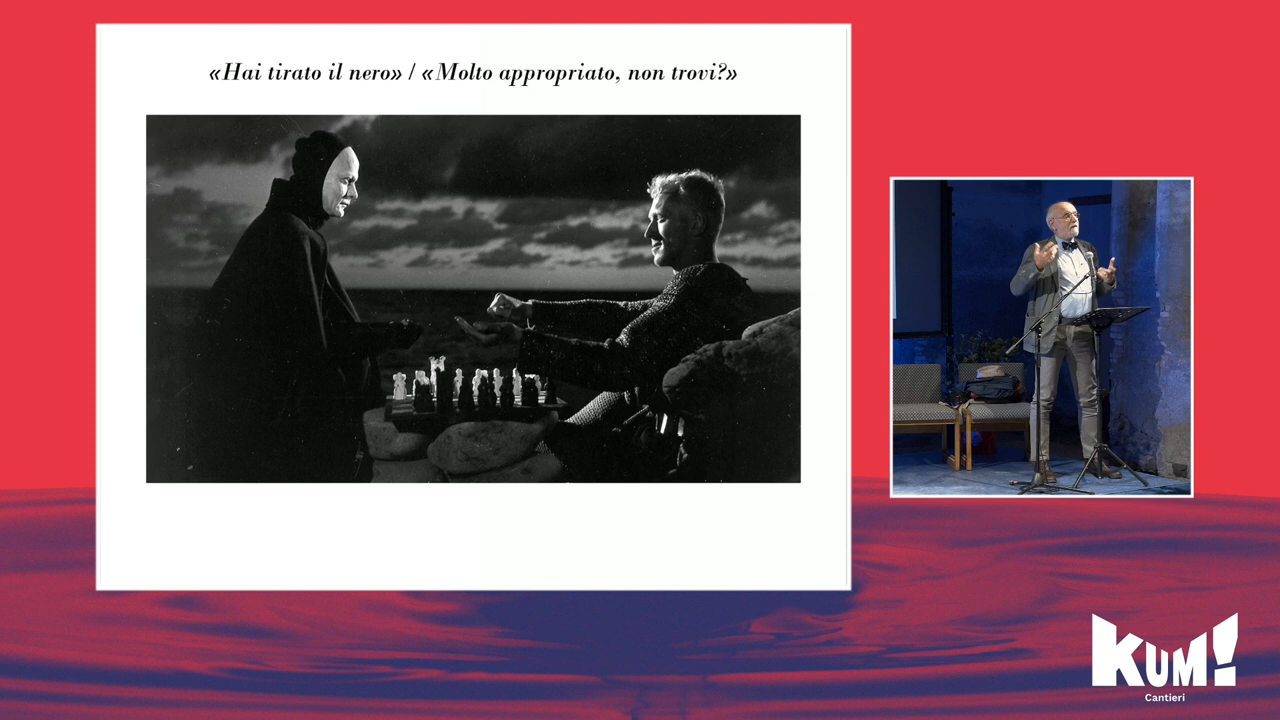 «Hai tirato il nero» / «Molto appropriato, non trovi?»
KUM!
Cantieri